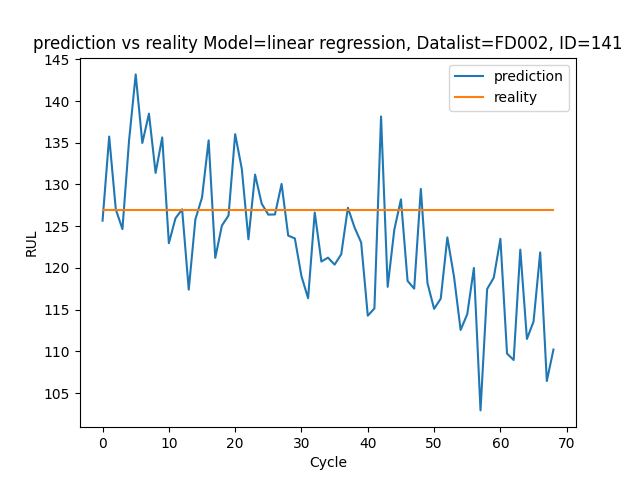 prediction vs reality Model=linear regression, Datalist=FD002, ID=141
prediction
reality
RUL
145
140
135
130
125
120
115
110
105
0 10 20 30 40 50 60 70
Cycle